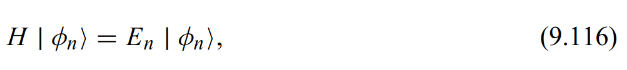 H | ϕn⟩ = En | ϕn⟩, (9.116)